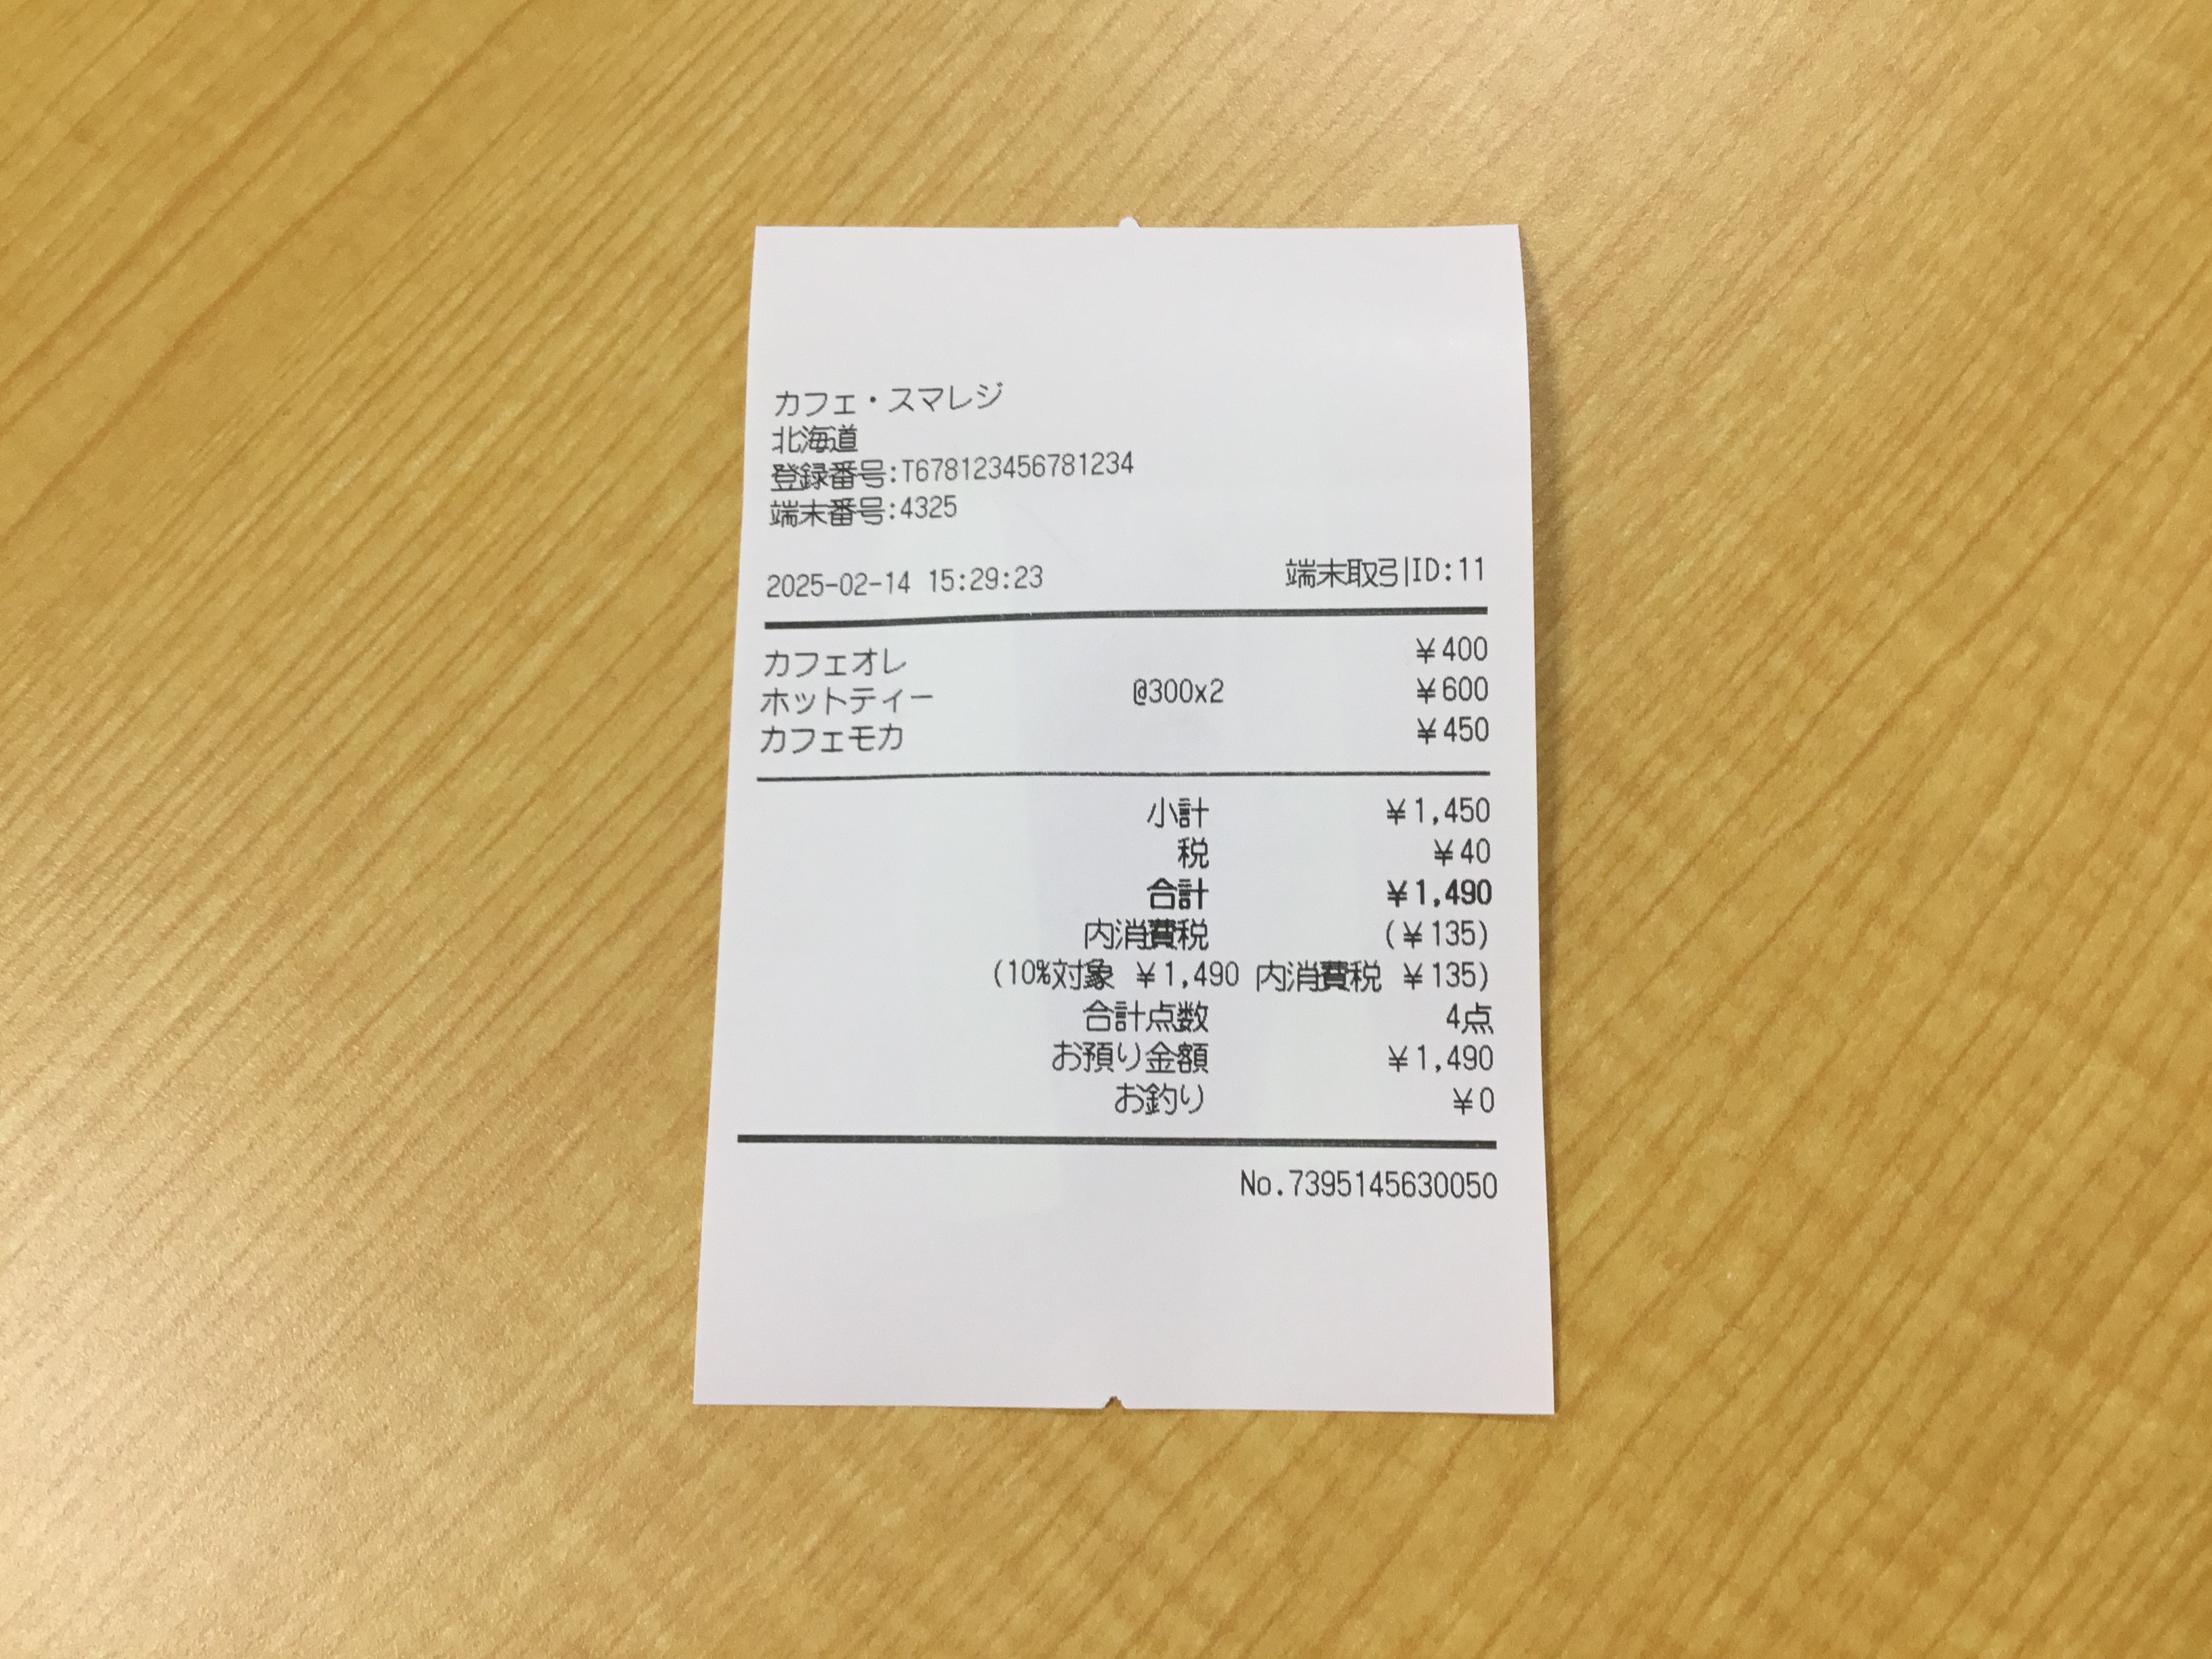 カフェ・スマレジ
北海道
登録番号:T678123456781234
端末番号:4325
2025-02-14 15:29:23 端末取引ID:11
カフェオレ ¥400
ホットティー @300x2 ¥600
カフェモカ ¥450
小計 ¥1,450
税 ¥40
合計 ¥1,490
内消費税 (¥135)
(10%対象 ¥1,490 内消費税 ¥135)
合計点数 4点
お預り金額 ¥1,490
お釣り ¥0
No.7395145630050